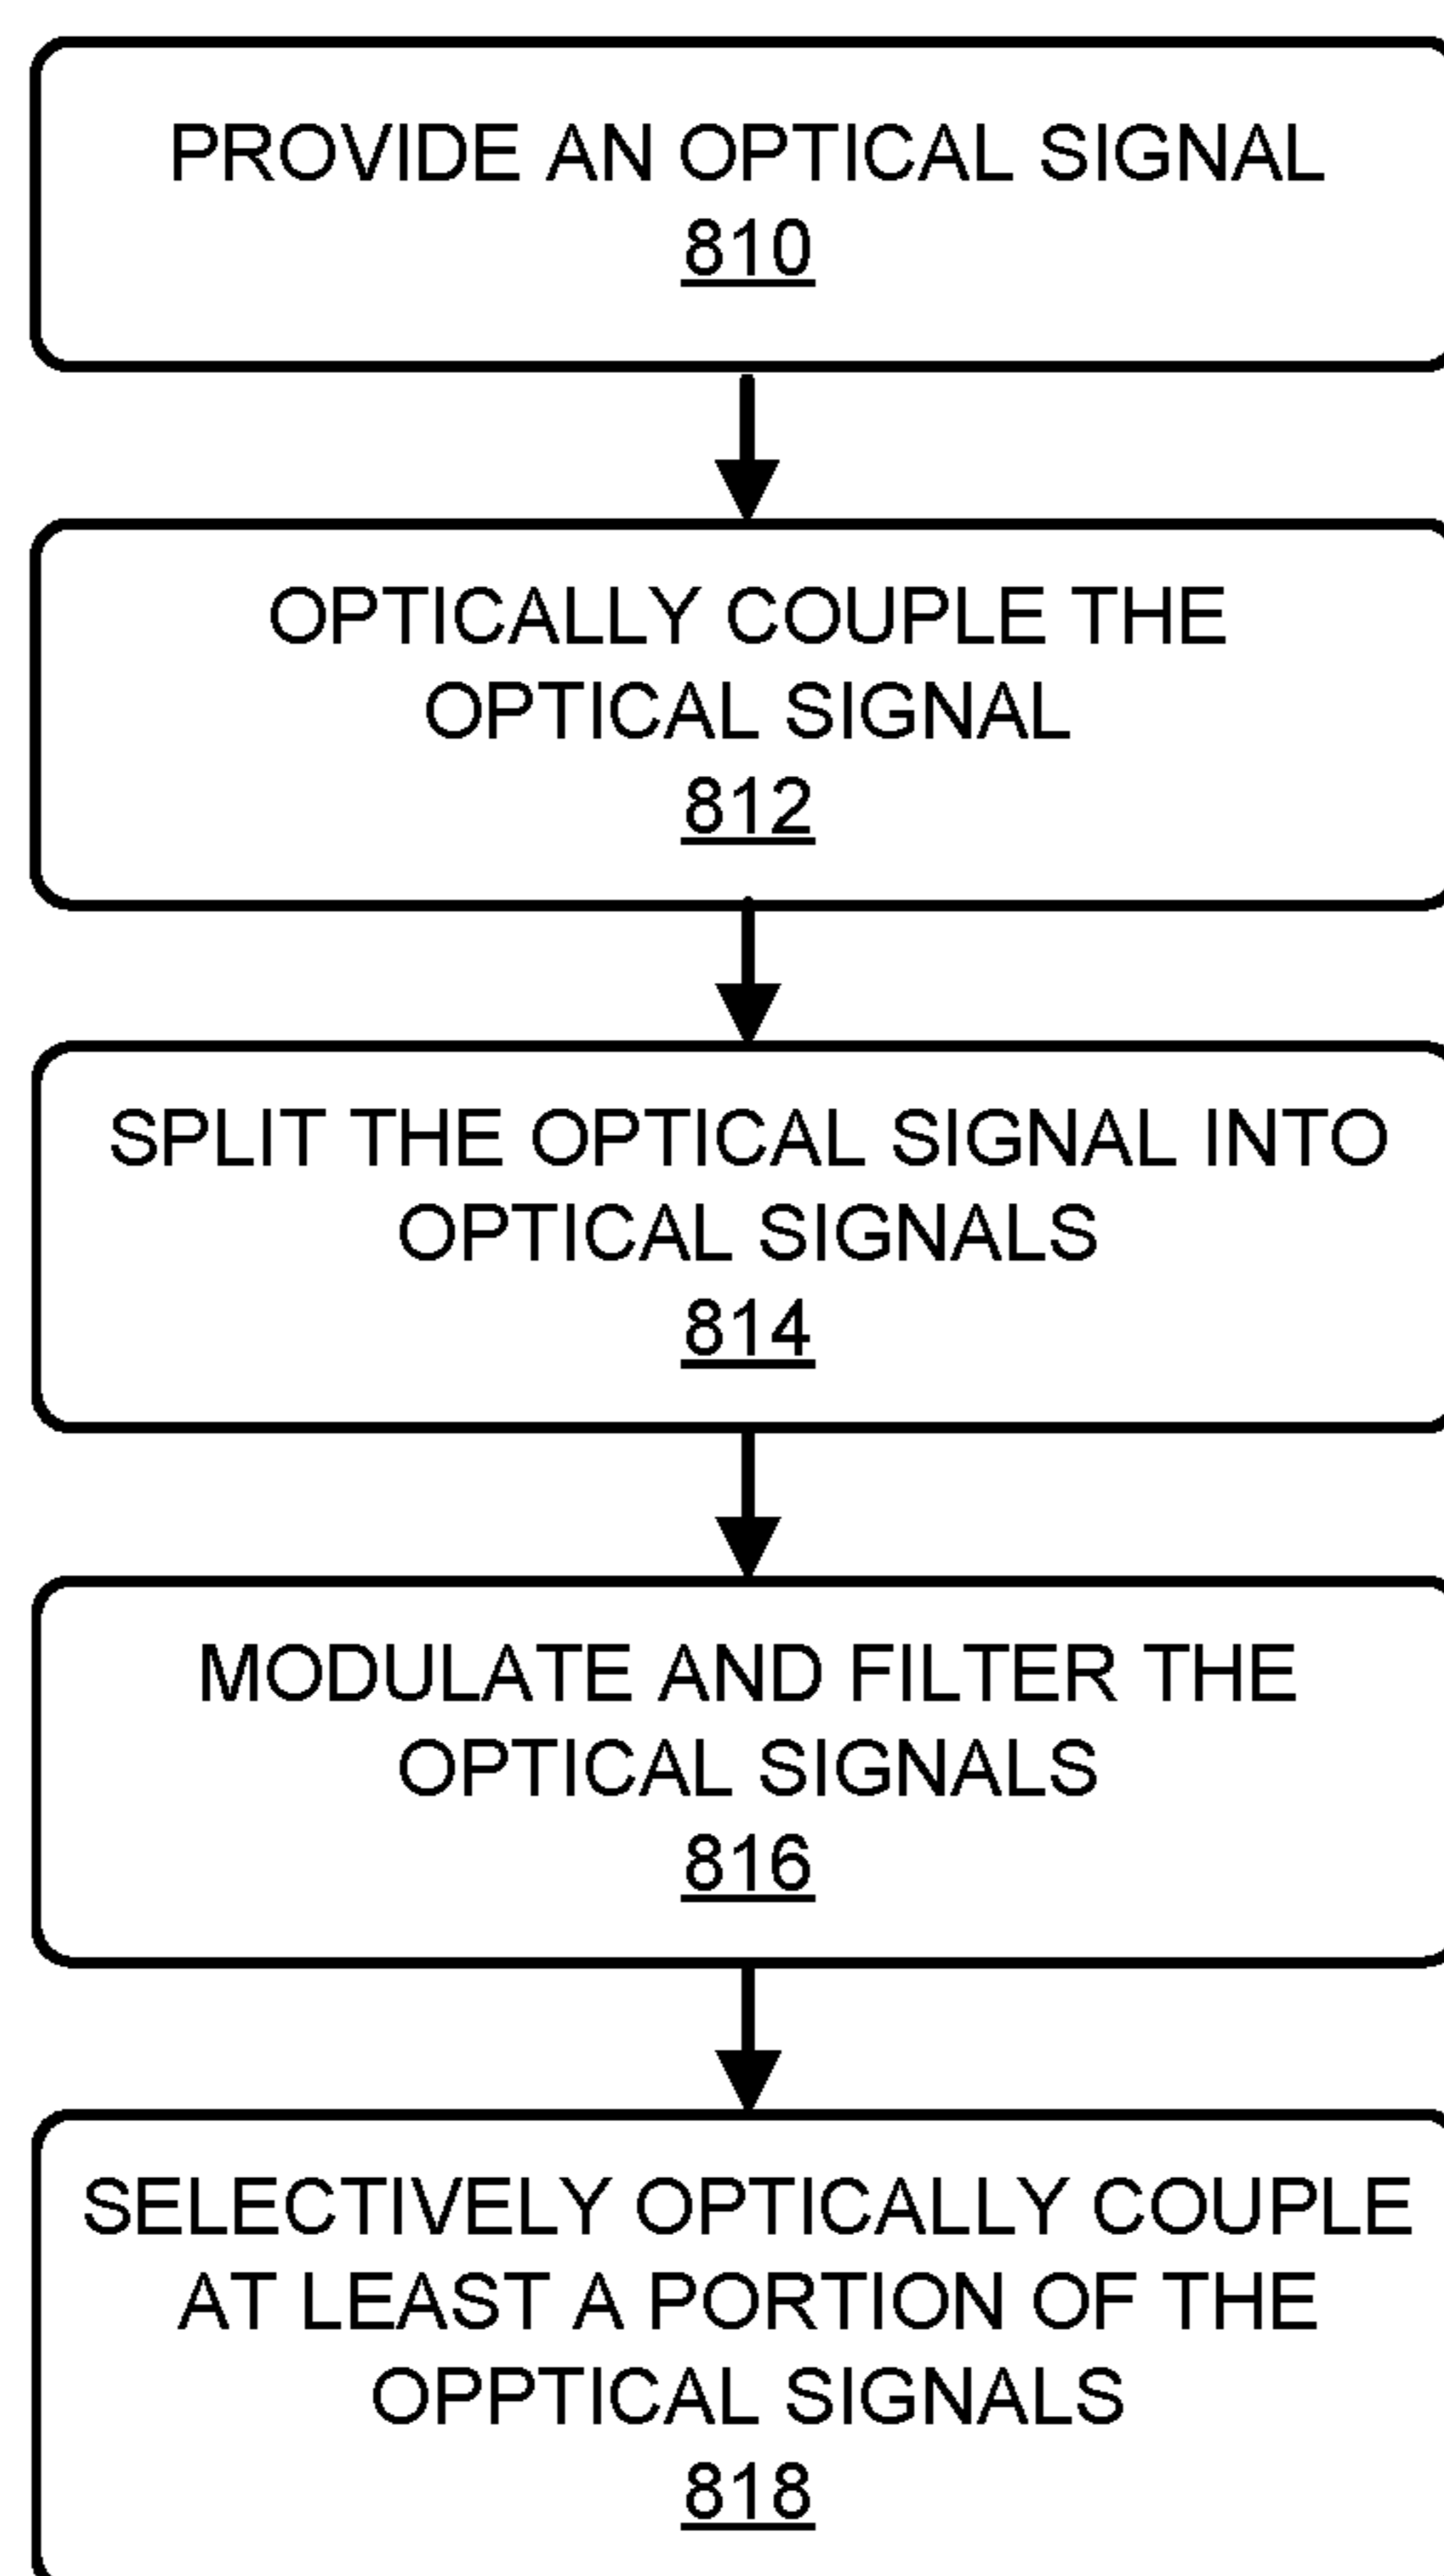 PROVIDE AN OPTICAL SIGNAL
810
OPTICALLY COUPLE THE
OPTICAL SIGNAL
812
SPLIT THE OPTICAL SIGNAL INTO
OPTICAL SIGNALS
814
MODULATE AND FILTER THE
OPTICAL SIGNALS
816
SELECTIVELY OPTICALLY COUPLE
AT LEAST A PORTION OF THE
OPPTICAL SIGNALS
818